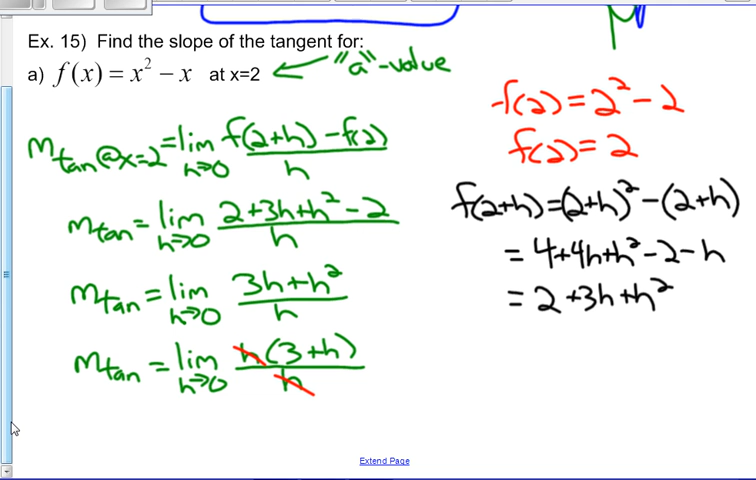 Ex. 15) Find the slope of the tangent for:
a) f(x) = x² − x at x=2 ← "a"-value
m tan@x=2 = lim h→0 f(2+h) − f(2) / h
m tan = lim h→0 2+3h+h² − 2 / h
m tan = lim h→0 3h+h² / h
m tan = lim h→0 h(3+h) / h
f(2) = 2² − 2
f(2) = 2
f(2+h) = (2+h)² − (2+h)
= 4+4h+h² − 2 − h
= 2+3h+h²
Extend Page